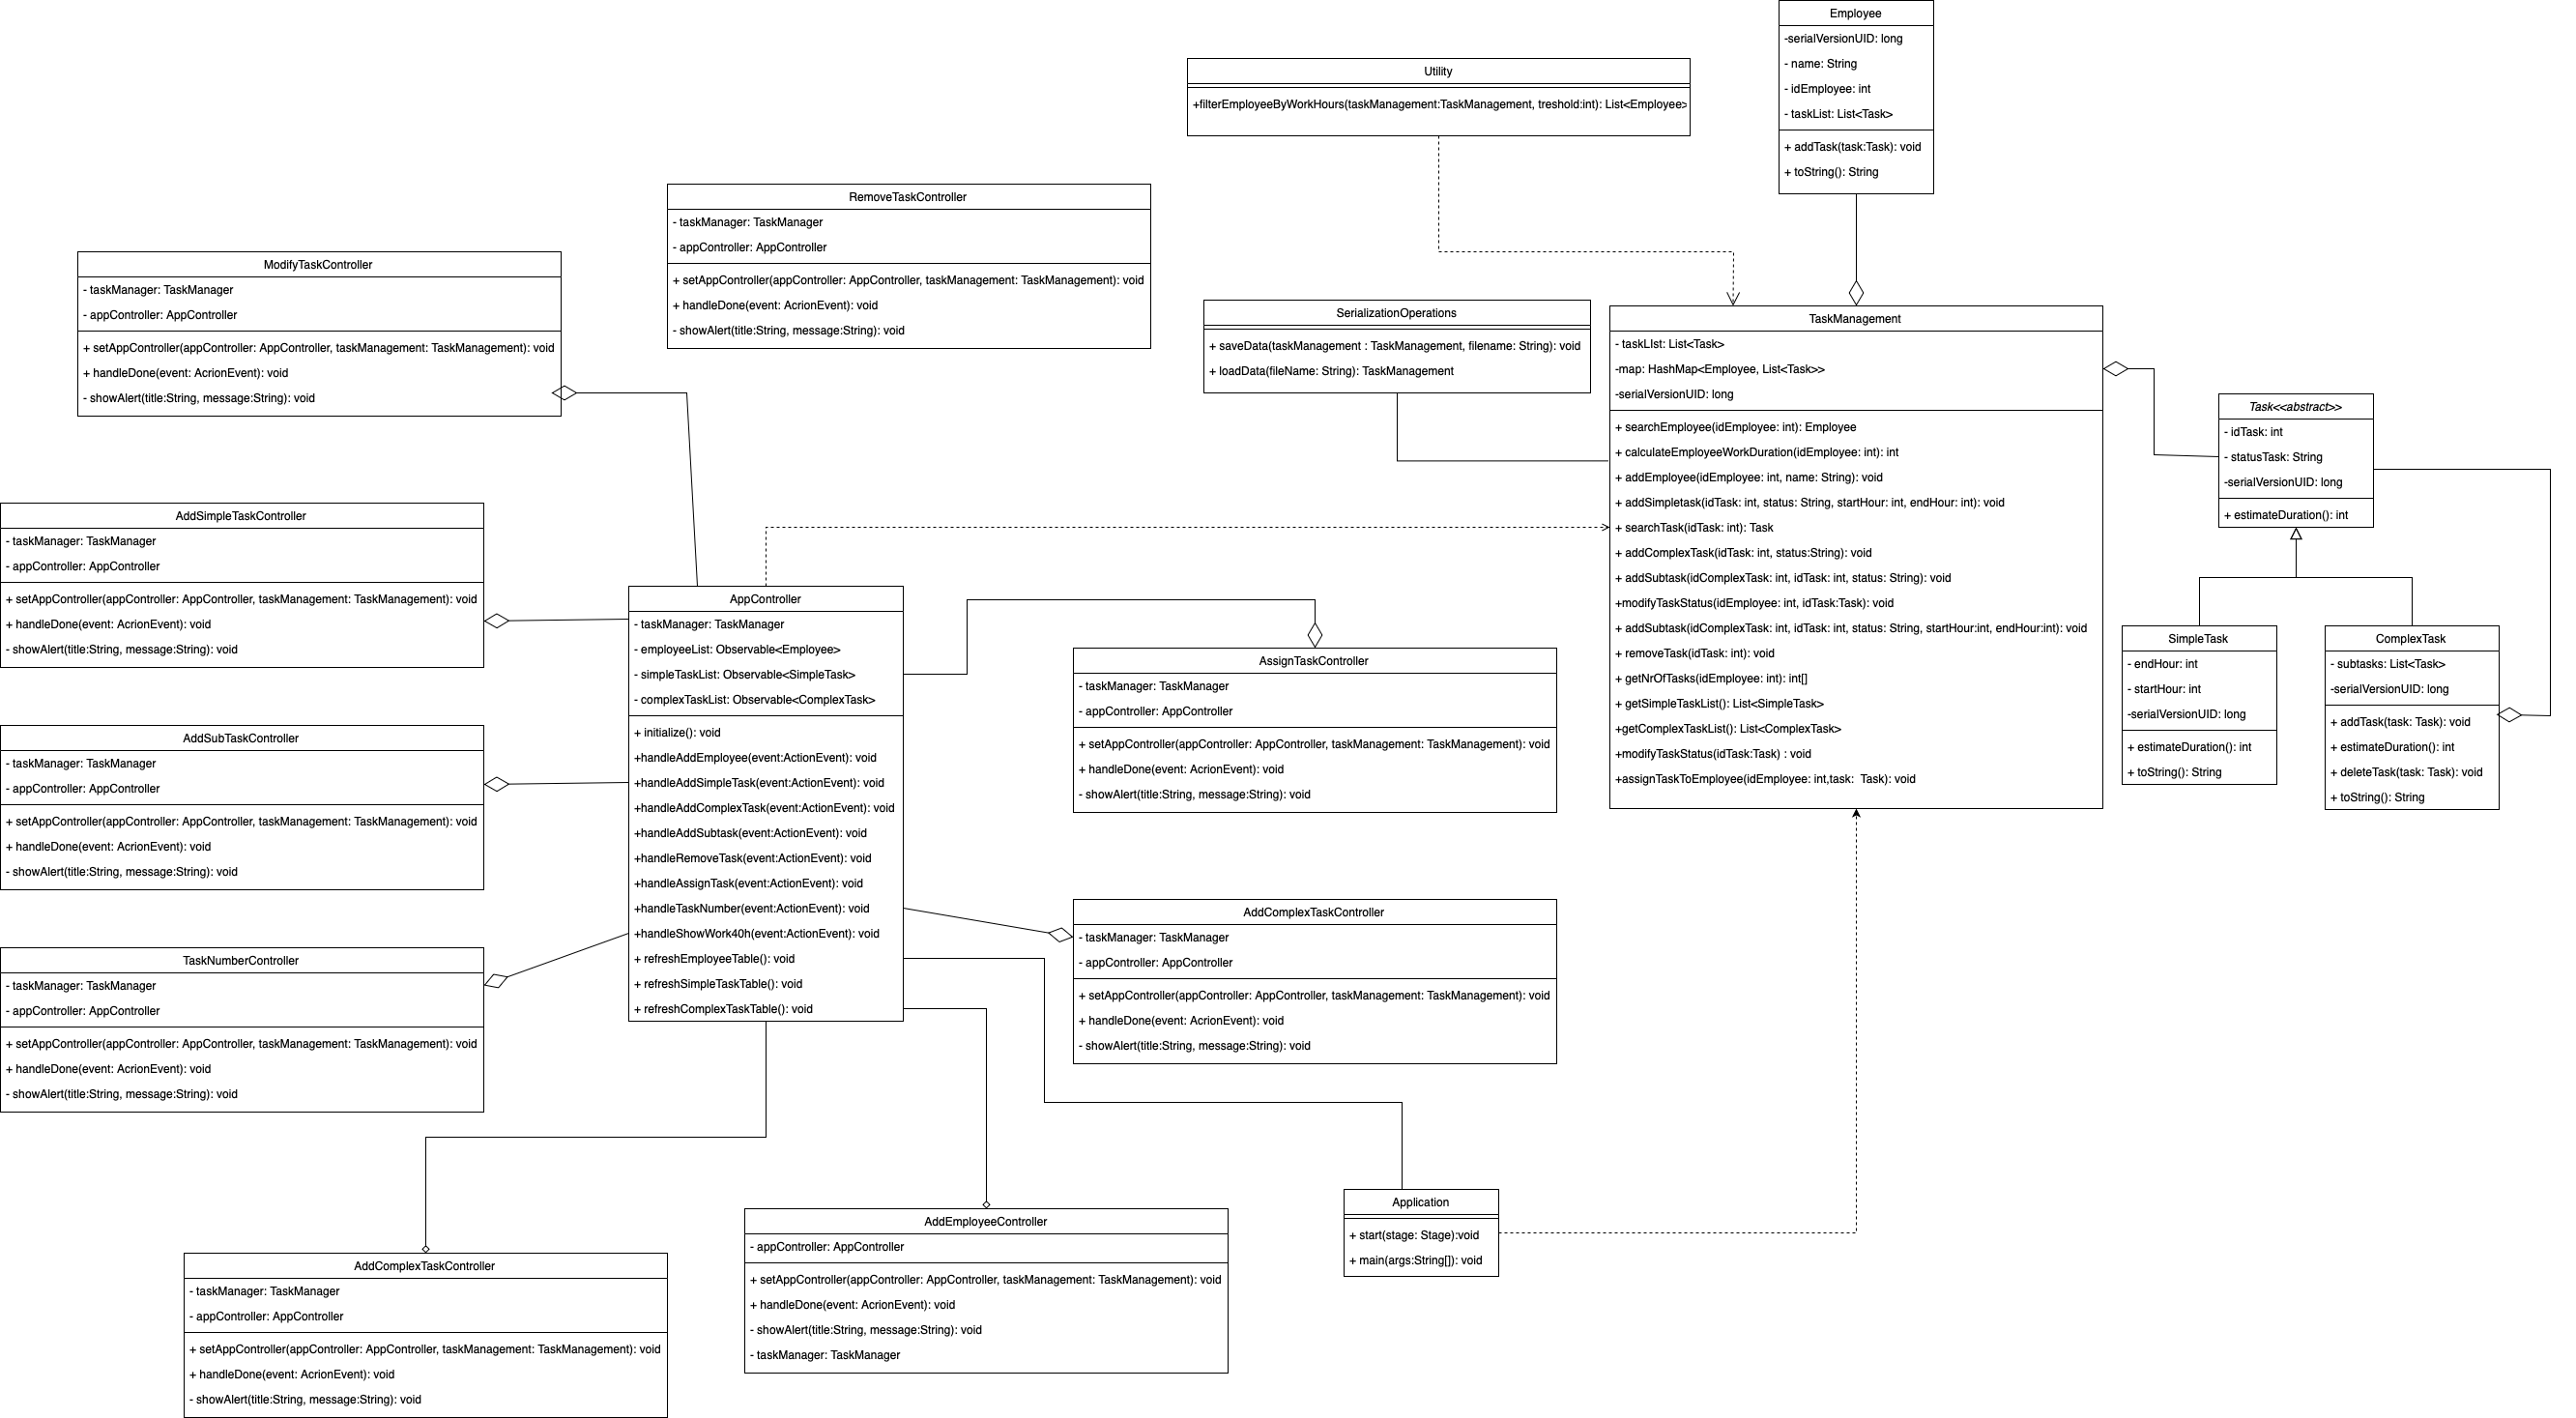 Employee
-serialVersionUID: long
- name: String
- idEmployee: int
- taskList: List<Task>
+ addTask(task:Task): void
+ toString(): String
Utility
+filterEmployeeByWorkHours(taskManagement:TaskManagement, treshold:int): List<Employee>
RemoveTaskController
- taskManager: TaskManager
- appController: AppController
+ setAppController(appController: AppController, taskManagement: TaskManagement): void
+ handleDone(event: AcrionEvent): void
- showAlert(title:String, message:String): void
ModifyTaskController
- taskManager: TaskManager
- appController: AppController
+ setAppController(appController: AppController, taskManagement: TaskManagement): void
+ handleDone(event: AcrionEvent): void
- showAlert(title:String, message:String): void
SerializationOperations
+ saveData(taskManagement : TaskManagement, filename: String): void
+ loadData(fileName: String): TaskManagement
TaskManagement
- taskLIst: List<Task>
-map: HashMap<Employee, List<Task>>
-serialVersionUID: long
+ searchEmployee(idEmployee: int): Employee
+ calculateEmployeeWorkDuration(idEmployee: int): int
+ addEmployee(idEmployee: int, name: String): void
+ addSimpletask(idTask: int, status: String, startHour: int, endHour: int): void
+ searchTask(idTask: int): Task
+ addComplexTask(idTask: int, status:String): void
+ addSubtask(idComplexTask: int, idTask: int, status: String): void
+modifyTaskStatus(idEmployee: int, idTask:Task): void
+ addSubtask(idComplexTask: int, idTask: int, status: String, startHour:int, endHour:int): void
+ removeTask(idTask: int): void
+ getNrOfTasks(idEmployee: int): int[]
+ getSimpleTaskList(): List<SimpleTask>
+getComplexTaskList(): List<ComplexTask>
+modifyTaskStatus(idTask:Task) : void
+assignTaskToEmployee(idEmployee: int,task:  Task): void
Task<<abstract>>
- idTask: int
- statusTask: String
-serialVersionUID: long
+ estimateDuration(): int
SimpleTask
- endHour: int
- startHour: int
-serialVersionUID: long
+ estimateDuration(): int
+ toString(): String
ComplexTask
- subtasks: List<Task>
-serialVersionUID: long
+ addTask(task: Task): void
+ estimateDuration(): int
+ deleteTask(task: Task): void
+ toString(): String
AddSimpleTaskController
- taskManager: TaskManager
- appController: AppController
+ setAppController(appController: AppController, taskManagement: TaskManagement): void
+ handleDone(event: AcrionEvent): void
- showAlert(title:String, message:String): void
AppController
- taskManager: TaskManager
- employeeList: Observable<Employee>
- simpleTaskList: Observable<SimpleTask>
- complexTaskList: Observable<ComplexTask>
+ initialize(): void
+handleAddEmployee(event:ActionEvent): void
+handleAddSimpleTask(event:ActionEvent): void
+handleAddComplexTask(event:ActionEvent): void
+handleAddSubtask(event:ActionEvent): void
+handleRemoveTask(event:ActionEvent): void
+handleAssignTask(event:ActionEvent): void
+handleTaskNumber(event:ActionEvent): void
+handleShowWork40h(event:ActionEvent): void
+ refreshEmployeeTable(): void
+ refreshSimpleTaskTable(): void
+ refreshComplexTaskTable(): void
AssignTaskController
- taskManager: TaskManager
- appController: AppController
+ setAppController(appController: AppController, taskManagement: TaskManagement): void
+ handleDone(event: AcrionEvent): void
- showAlert(title:String, message:String): void
AddSubTaskController
- taskManager: TaskManager
- appController: AppController
+ setAppController(appController: AppController, taskManagement: TaskManagement): void
+ handleDone(event: AcrionEvent): void
- showAlert(title:String, message:String): void
AddComplexTaskController
- taskManager: TaskManager
- appController: AppController
+ setAppController(appController: AppController, taskManagement: TaskManagement): void
+ handleDone(event: AcrionEvent): void
- showAlert(title:String, message:String): void
TaskNumberController
- taskManager: TaskManager
- appController: AppController
+ setAppController(appController: AppController, taskManagement: TaskManagement): void
+ handleDone(event: AcrionEvent): void
- showAlert(title:String, message:String): void
Application
+ start(stage: Stage):void
+ main(args:String[]): void
AddEmployeeController
- appController: AppController
+ setAppController(appController: AppController, taskManagement: TaskManagement): void
+ handleDone(event: AcrionEvent): void
- showAlert(title:String, message:String): void
- taskManager: TaskManager
AddComplexTaskController
- taskManager: TaskManager
- appController: AppController
+ setAppController(appController: AppController, taskManagement: TaskManagement): void
+ handleDone(event: AcrionEvent): void
- showAlert(title:String, message:String): void